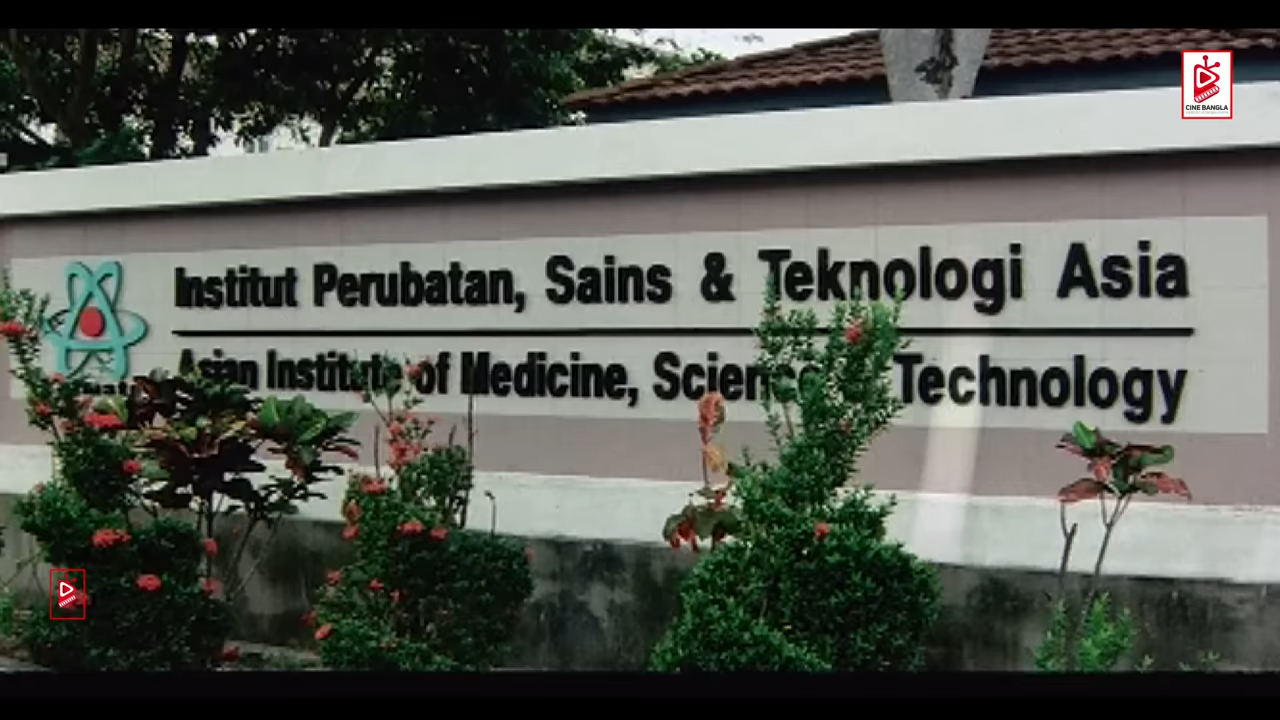 CINE BANGLA
Institut Perubatan, Sains & Teknologi Asia
Asian Institute of Medicine, Science Technology